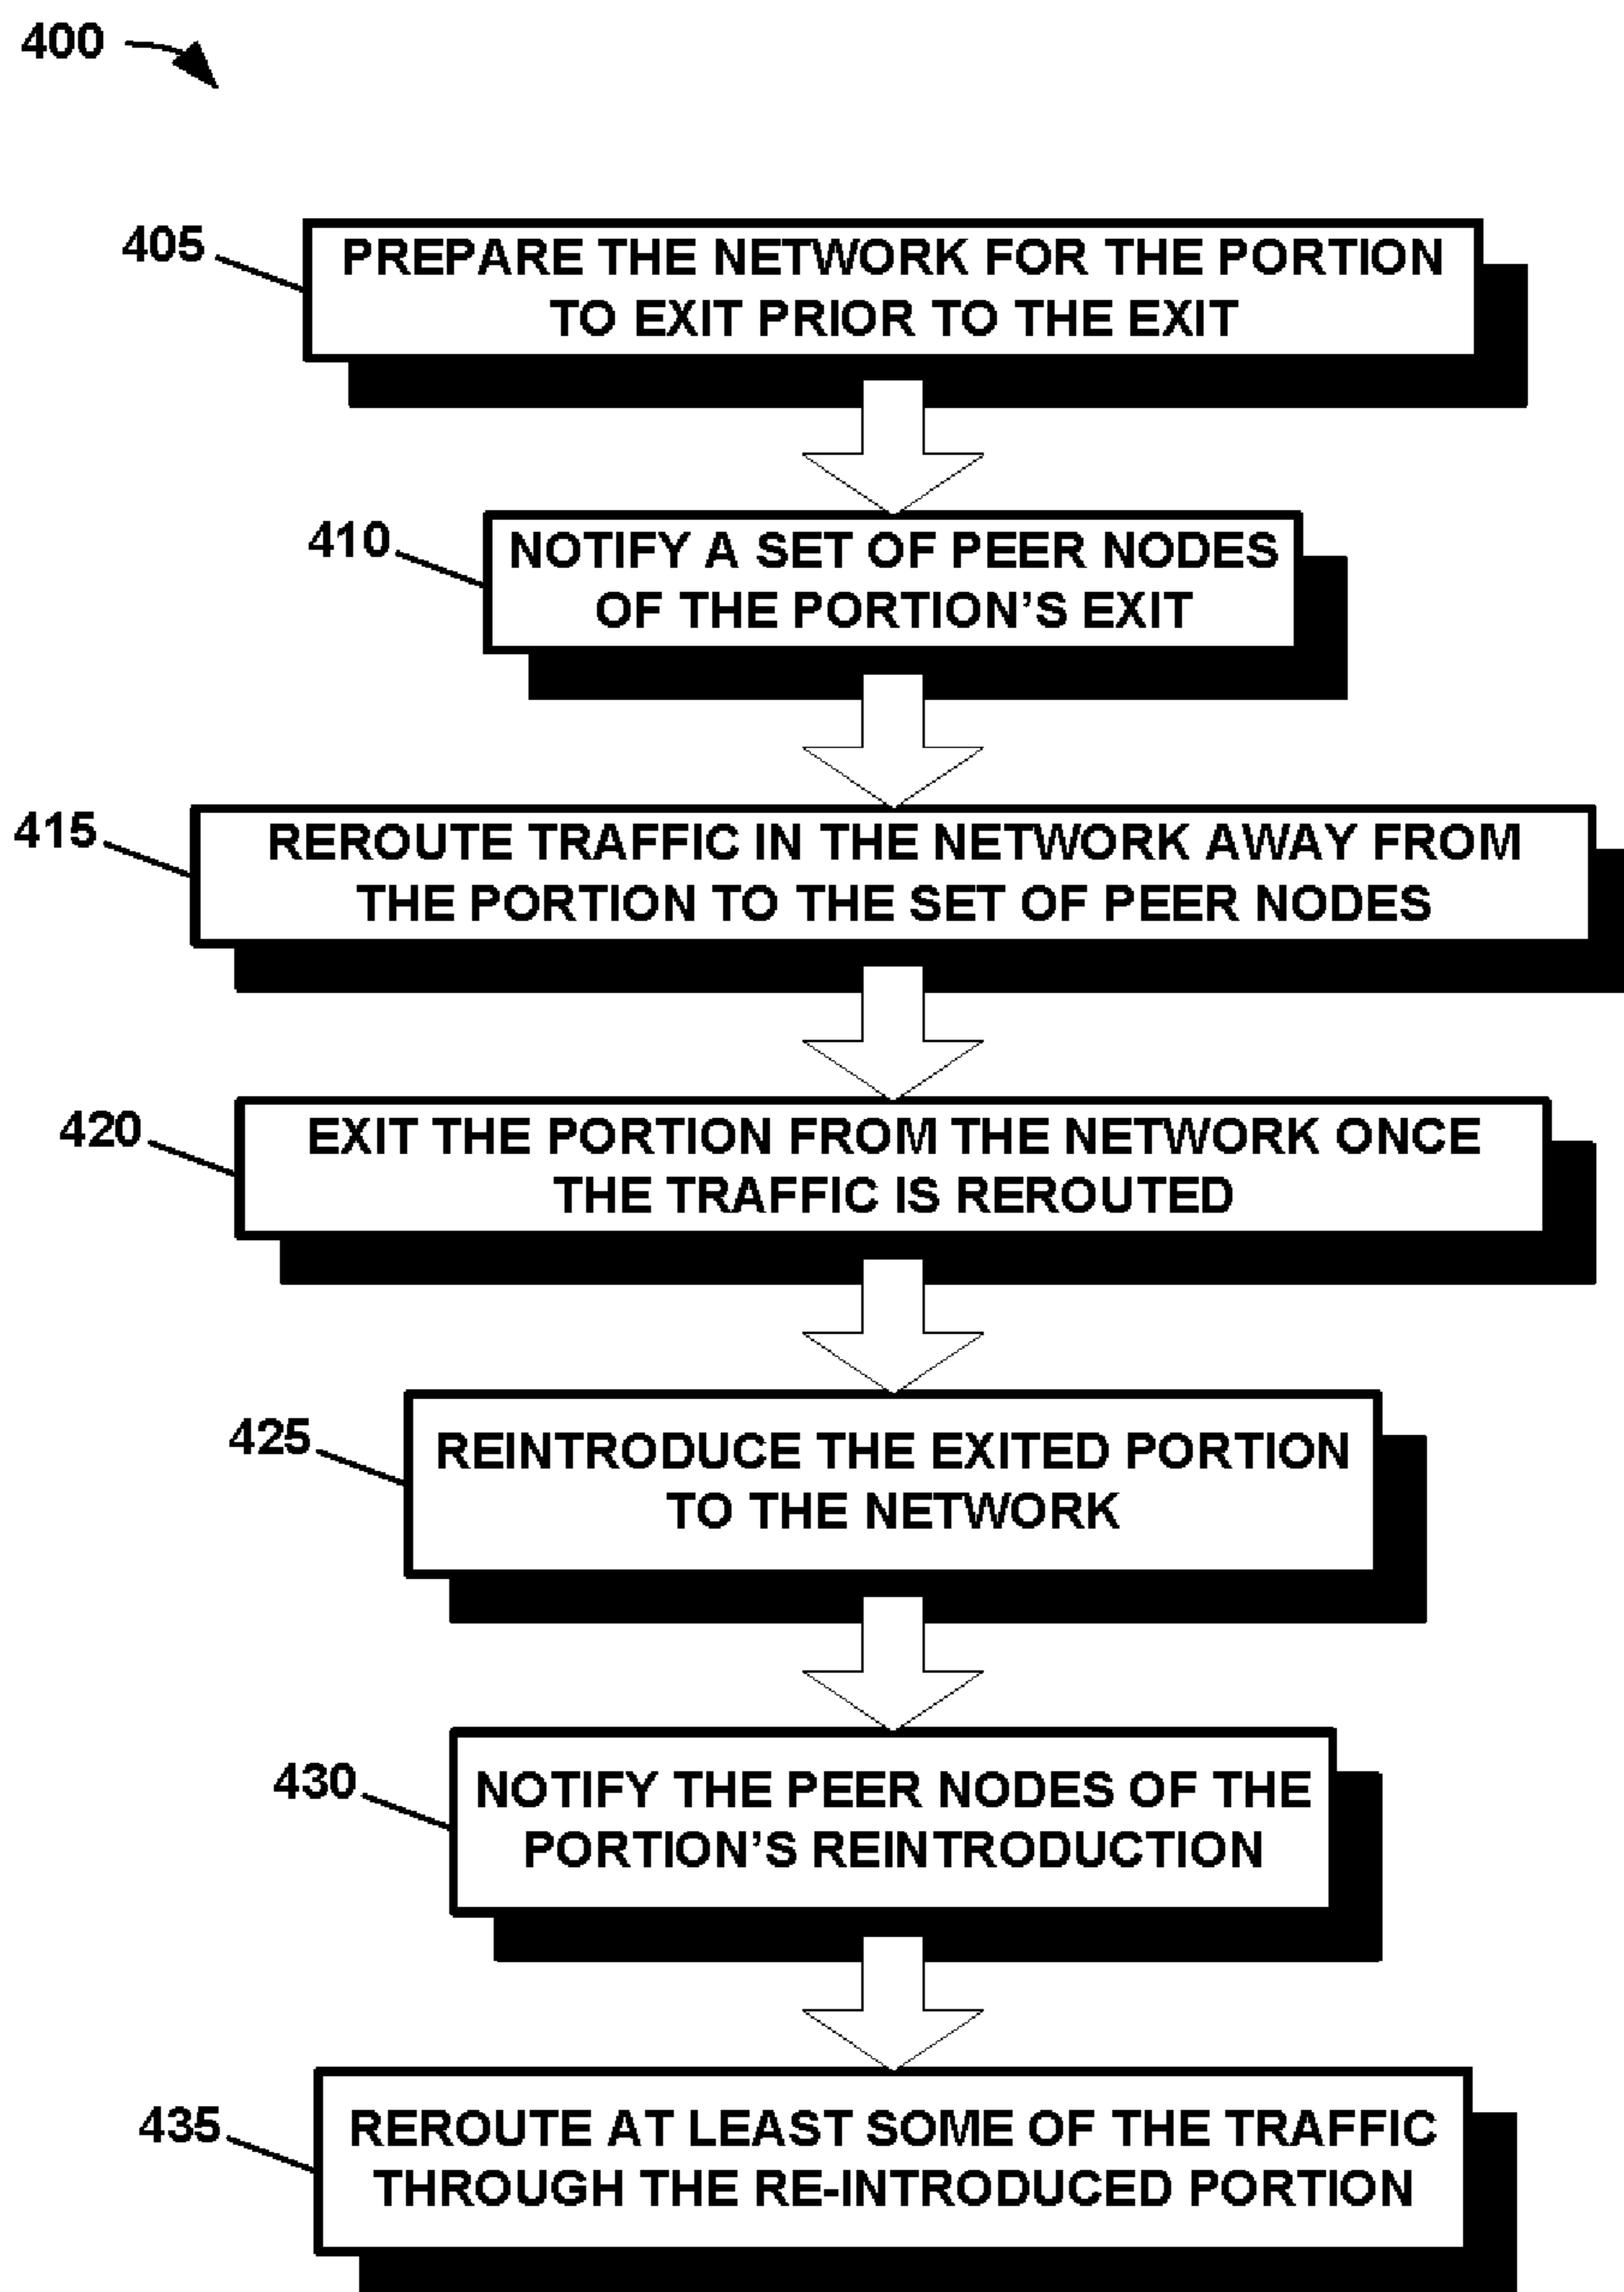 400
405
PREPARE THE NETWORK FOR THE PORTION
TO EXIT PRIOR TO THE EXIT
410
NOTIFY A SET OF PEER NODES
OF THE PORTION’S EXIT
415
REROUTE TRAFFIC IN THE NETWORK AWAY FROM
THE PORTION TO THE SET OF PEER NODES
420
EXIT THE PORTION FROM THE NETWORK ONCE
THE TRAFFIC IS REROUTED
425
REINTRODUCE THE EXITED PORTION
TO THE NETWORK
430
NOTIFY THE PEER NODES OF THE
PORTION’S REINTRODUCTION
435
REROUTE AT LEAST SOME OF THE TRAFFIC
THROUGH THE RE-INTRODUCED PORTION